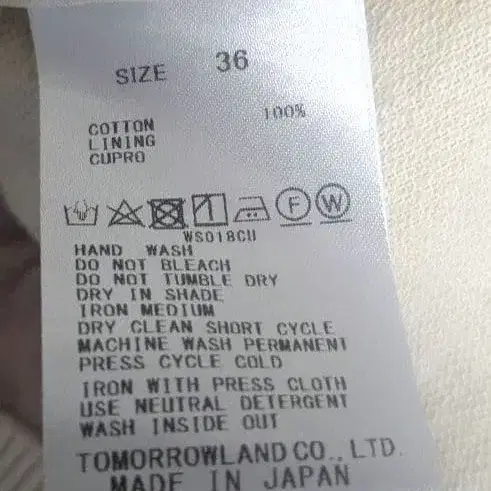 SIZE 36
100%
COTTON
LINING
CUPRO
F W
WS018CU
HAND WASH
DO NOT BLEACH
DO NOT TUMBLE DRY
DRY IN SHADE
IRON MEDIUM
DRY CLEAN SHORT CYCLE
MACHINE WASH PERMANENT
PRESS CYCLE COLD
IRON WITH PRESS CLOTH
USE NEUTRAL DETERGENT
WASH INSIDE OUT
TOMORROWLAND CO., LTD.
MADE IN JAPAN